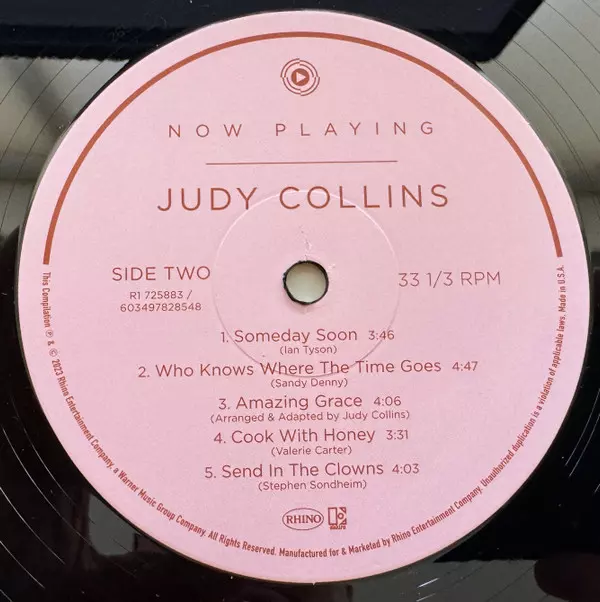 NOW PLAYING
JUDY COLLINS
SIDE TWO
R1 725883 /
603497828548
33 1/3 RPM
1. Someday Soon 3:46
(Ian Tyson)
2. Who Knows Where The Time Goes 4:47
(Sandy Denny)
3. Amazing Grace 4:06
(Arranged & Adapted by Judy Collins)
4. Cook With Honey 3:31
(Valerie Carter)
5. Send In The Clowns 4:03
(Stephen Sondheim)
RHINO
This Compilation ℗ & © 2023 Rhino Entertainment Company, a Warner Music Group Company. All Rights Reserved. Manufactured for & Marketed by Rhino Entertainment Company. Unauthorized duplication is a violation of applicable laws. Made in U.S.A.